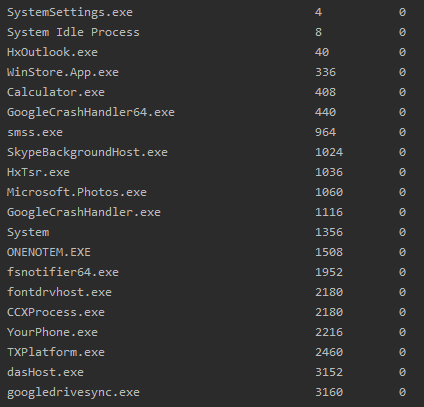 SystemSettings.exe 4 0
System Idle Process 8 0
HxOutlook.exe 40 0
WinStore.App.exe 336 0
Calculator.exe 408 0
GoogleCrashHandler64.exe 440 0
smss.exe 964 0
SkypeBackgroundHost.exe 1024 0
HxTsr.exe 1036 0
Microsoft.Photos.exe 1060 0
GoogleCrashHandler.exe 1116 0
System 1356 0
ONENOTEM.EXE 1508 0
fsnotifier64.exe 1952 0
fontdrvhost.exe 2180 0
CCXProcess.exe 2180 0
YourPhone.exe 2216 0
TXPlatform.exe 2460 0
dasHost.exe 3152 0
googledrivesync.exe 3160 0